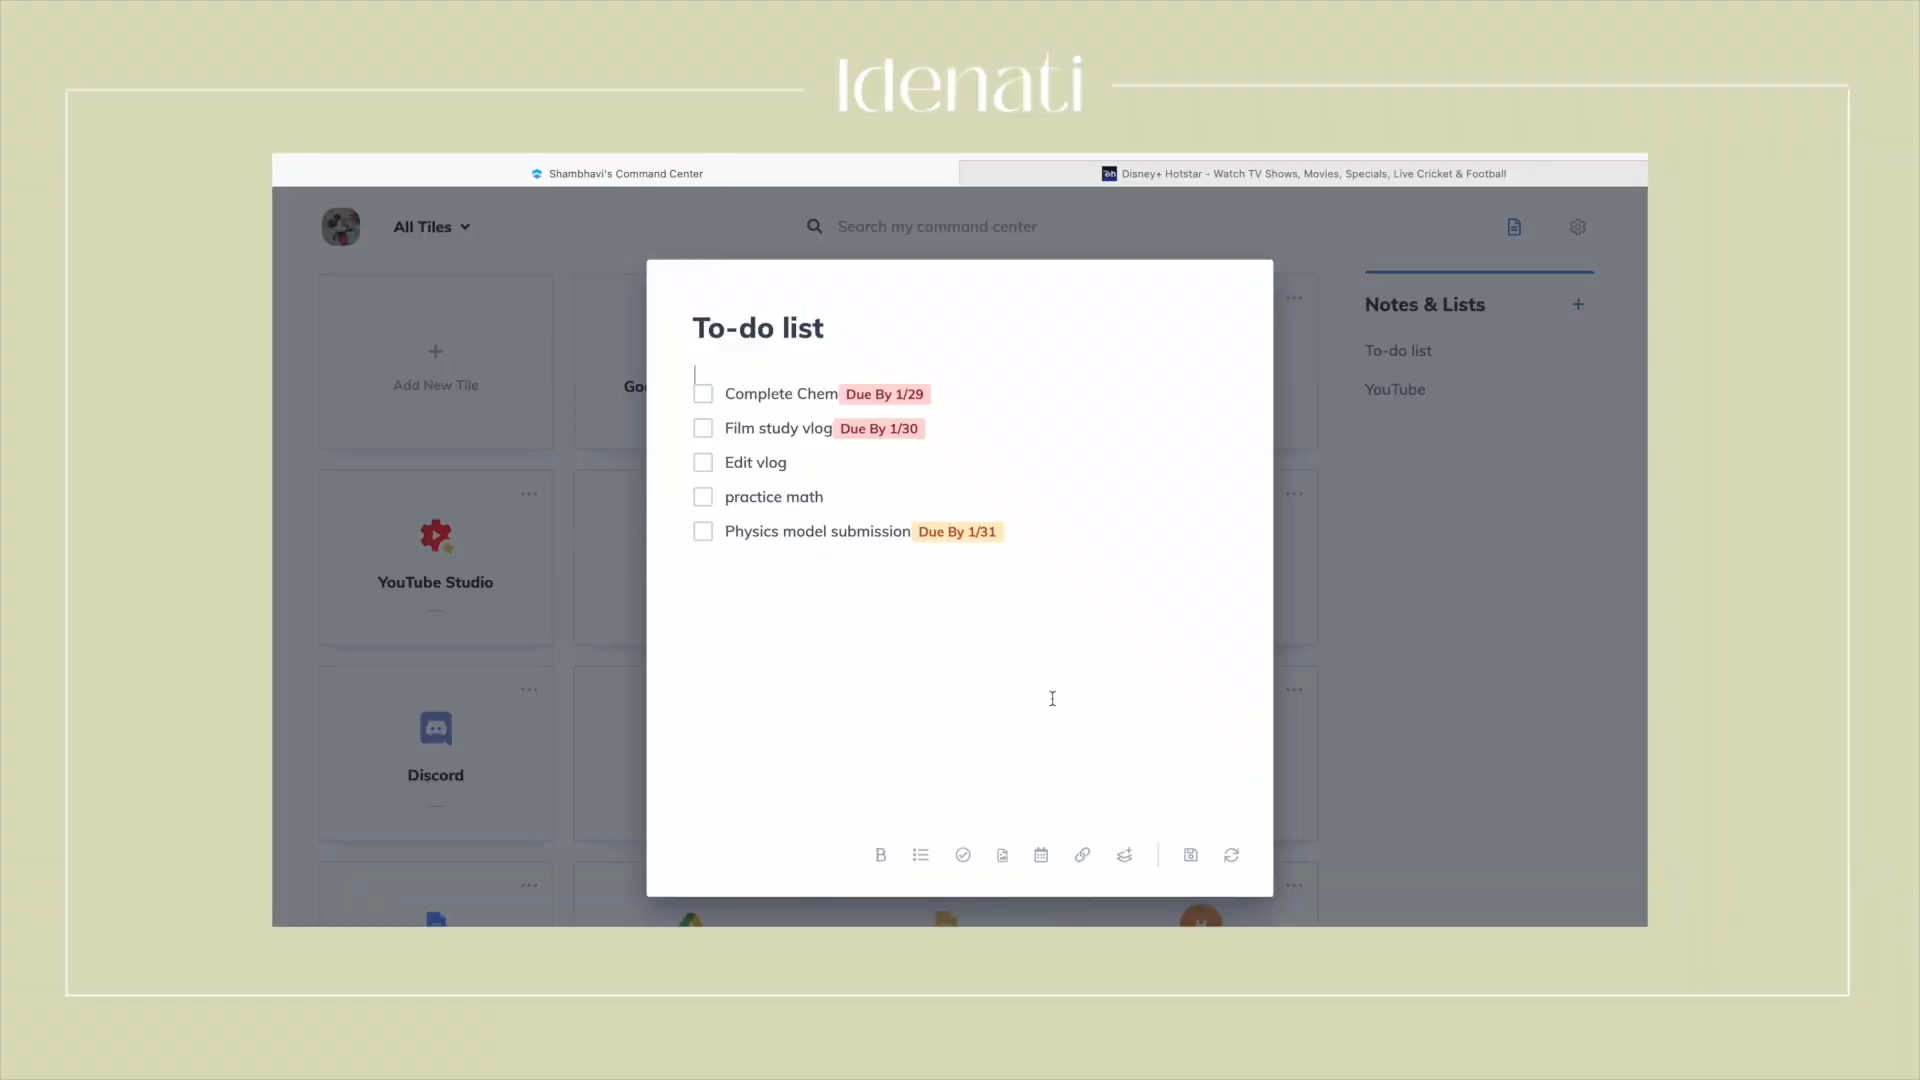 Idenati
Shambhavi's Command Center
Disney+ Hotstar - Watch TV Shows, Movies, Specials, Live Cricket & Football
All Tiles
Search my command center
Add New Tile
Notes & Lists
To-do list
YouTube
To-do list
Complete Chem Due By 1/29
Film study vlog Due By 1/30
Edit vlog
practice math
Physics model submission Due By 1/31
YouTube Studio
Discord
B